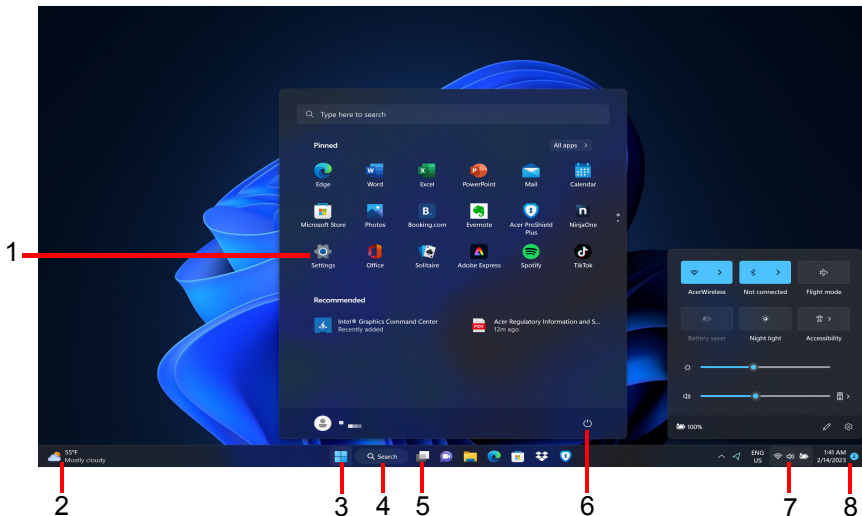 Type here to search
Pinned
All apps >
Edge
Word
Excel
PowerPoint
Mail
Calendar
Microsoft Store
Photos
B.
Booking.com
Evernote
Acer ProShield
Plus
n
NinjaOne
1
Settings
Office
Solitaire
Adobe Express
Spotify
TikTok
AcerWireless
Not connected
Flight mode
Recommended
Intel® Graphics Command Center
Recently added
PDF
Acer Regulatory Information and S...
12m ago
Battery saver
Night light
Accessibility
100%
55°F
Mostly cloudy
Search
ENG
US
1:41 AM
2/14/2023
2
2
3
4
5
6
7
8